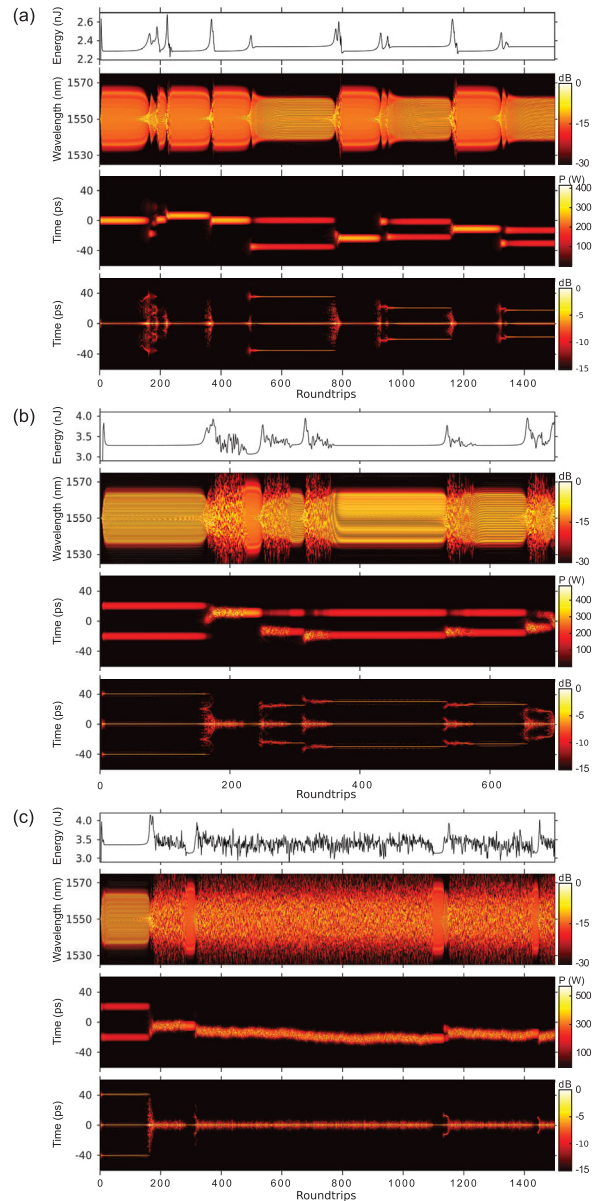 (a)
Energy (nJ)
2.6
2.4
2.2
Wavelength (nm)
1570
1550
1530
dB
0
-15
-30
Time (ps)
40
0
-40
P (W)
400
300
200
100
Time (ps)
40
0
-40
dB
0
-5
-10
-15
0 200 400 600 800 1000 1200 1400
Roundtrips
(b)
Energy (nJ)
4.0
3.5
3.0
Wavelength (nm)
1570
1550
1530
dB
0
-15
-30
Time (ps)
40
0
-40
P (W)
400
300
200
100
Time (ps)
40
0
-40
dB
0
-5
-10
-15
0 200 400 600
Roundtrips
(c)
Energy (nJ)
4.0
3.5
3.0
Wavelength (nm)
1570
1550
1530
dB
0
-15
-30
Time (ps)
40
0
-40
P (W)
500
300
100
Time (ps)
40
0
-40
dB
0
-5
-10
-15
0 200 400 600 800 1000 1200 1400
Roundtrips